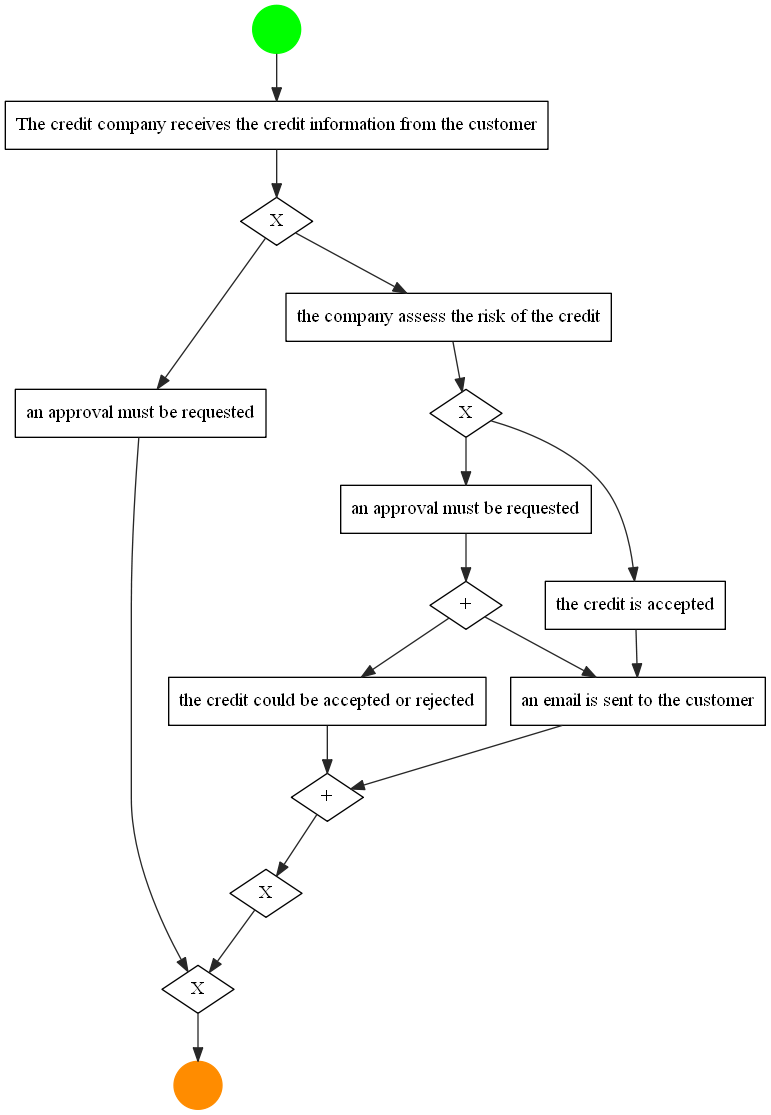 The credit company receives the credit information from the customer
X
the company assess the risk of the credit
an approval must be requested
X
an approval must be requested
+
the credit is accepted
the credit could be accepted or rejected
an email is sent to the customer
+
X
X